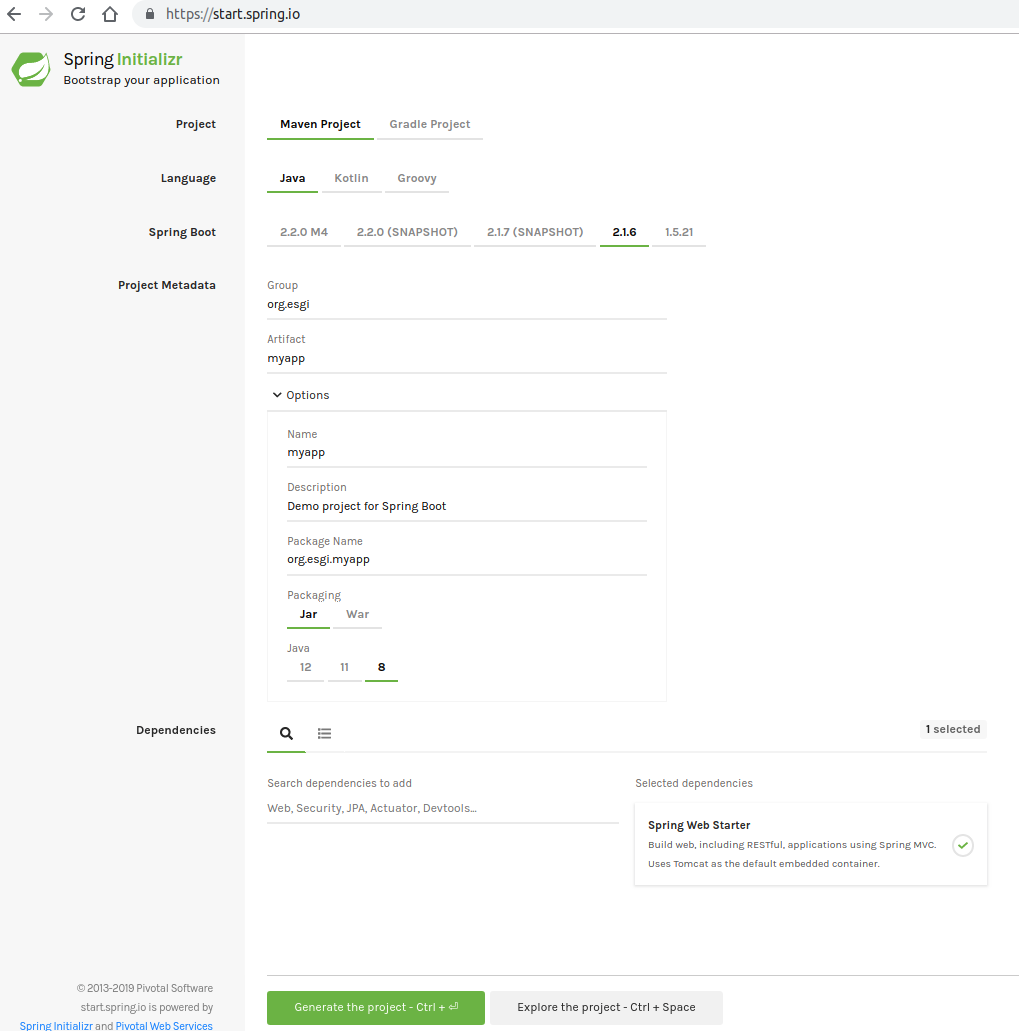 https://start.spring.io
Spring Initializr
Bootstrap your application
Project
Maven Project Gradle Project
Language
Java Kotlin Groovy
Spring Boot
2.2.0 M4 2.2.0 (SNAPSHOT) 2.1.7 (SNAPSHOT) 2.1.6 1.5.21
Project Metadata
Group
org.esgi
Artifact
myapp
Options
Name
myapp
Description
Demo project for Spring Boot
Package Name
org.esgi.myapp
Packaging
Jar War
Java
12 11 8
Dependencies
1 selected
Search dependencies to add
Web, Security, JPA, Actuator, Devtools...
Selected dependencies
Spring Web Starter
Build web, including RESTful, applications using Spring MVC.
Uses Tomcat as the default embedded container.
© 2013-2019 Pivotal Software
start.spring.io is powered by
Spring Initializr and Pivotal Web Services
Generate the project - Ctrl + ⏎
Explore the project - Ctrl + Space